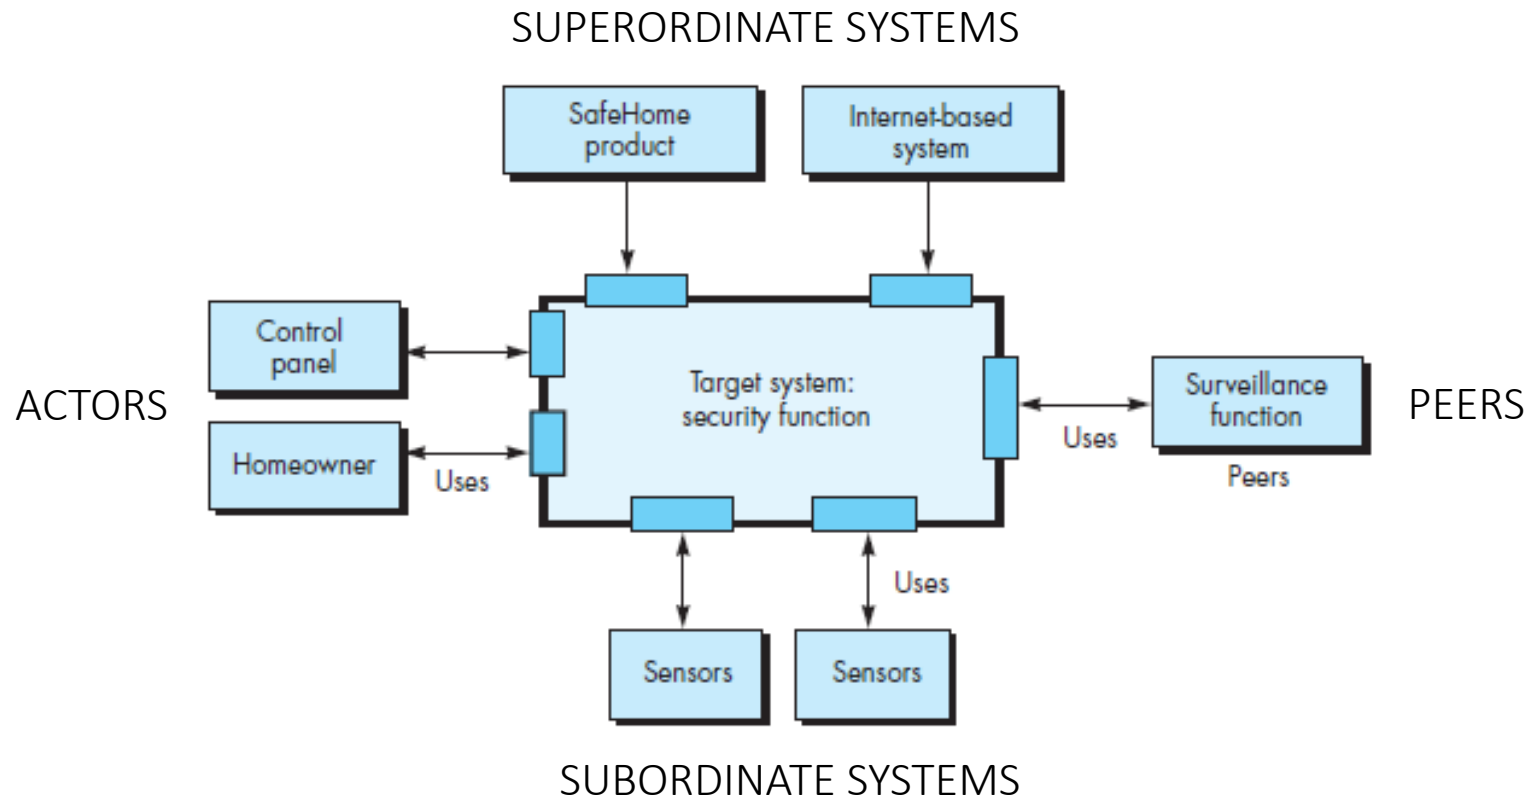 SUPERORDINATE SYSTEMS
SafeHome
product
Internet-based
system
Control
panel
ACTORS
Homeowner
Uses
Target system:
security function
Surveillance
function
Uses
Peers
PEERS
Uses
Sensors
Sensors
SUBORDINATE SYSTEMS